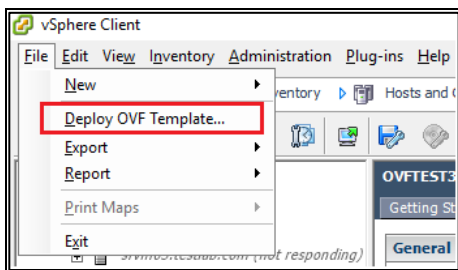 vSphere Client
File Edit View Inventory Administration Plug-ins Help
New
ventory Hosts and
Deploy OVF Template...
Export
Report
OVFTEST3
Getting St
Print Maps
Exit
(not responding)
General